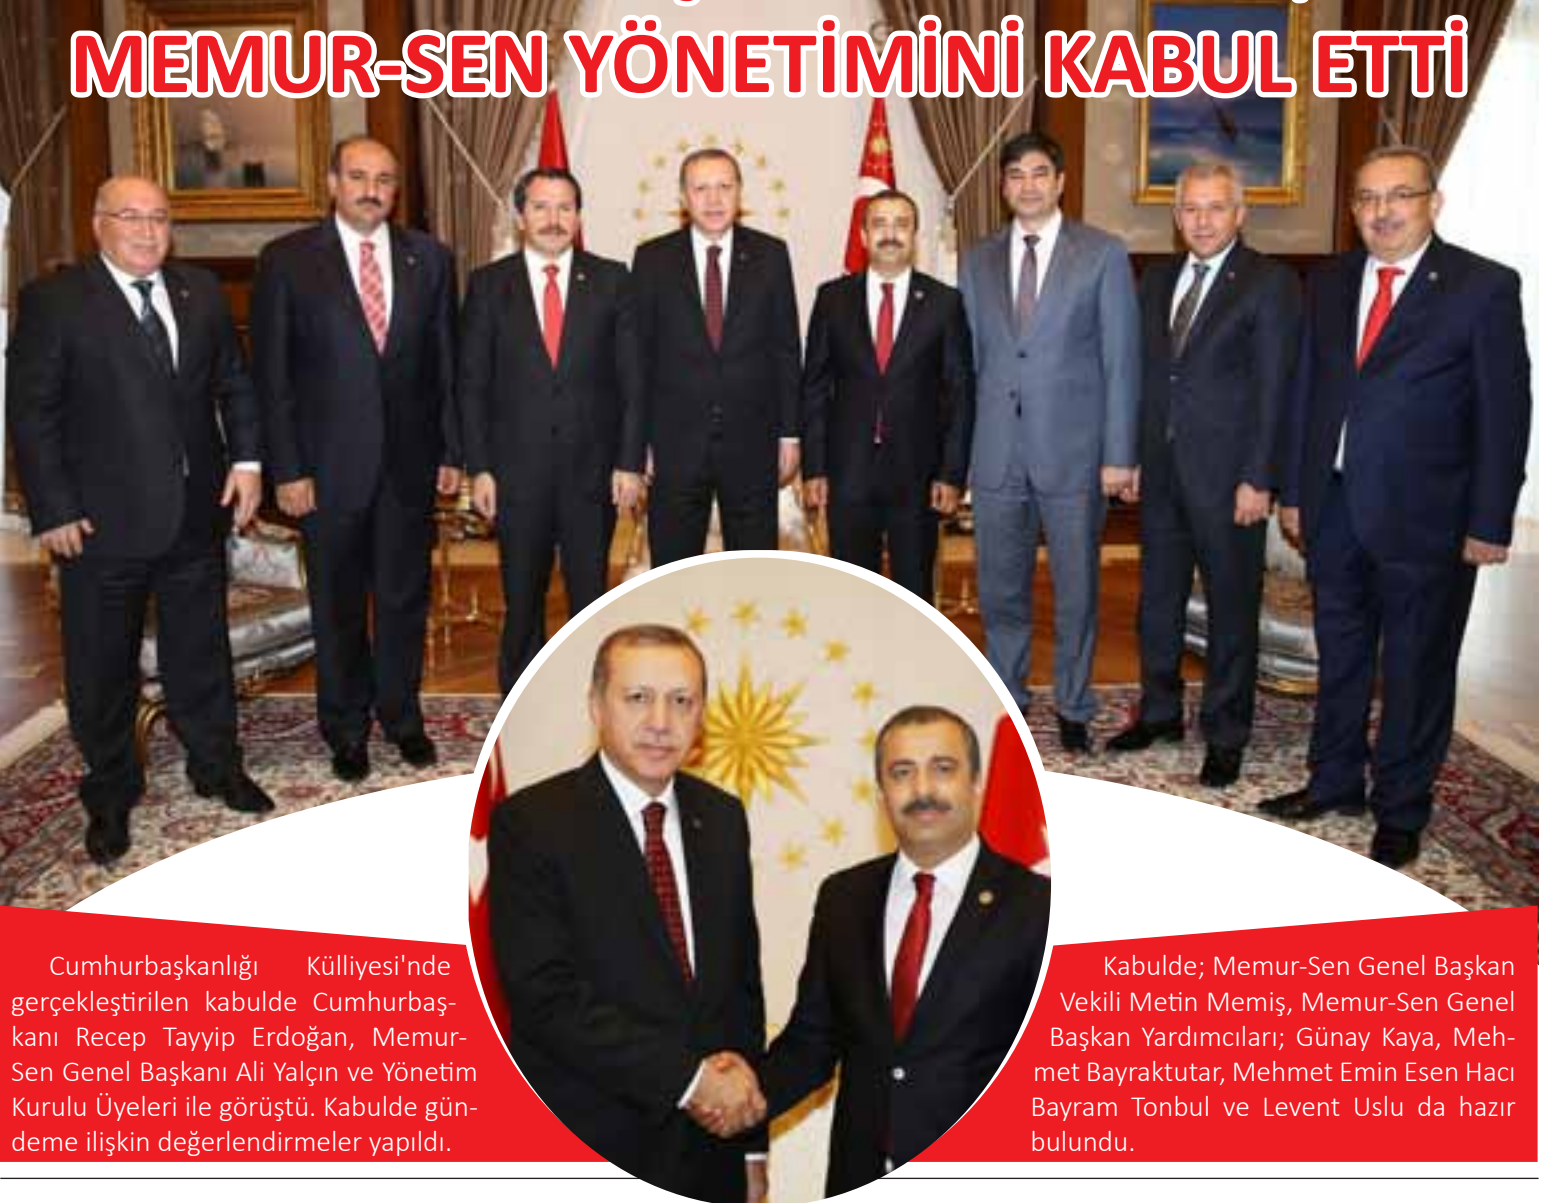 MEMUR-SEN YÖNETİMİNİ KABUL ETTİ
Cumhurbaşkanlığı Külliyesi'nde
gerçekleştirilen kabulde Cumhurbaş-
kanı Recep Tayyip Erdoğan, Memur-
Sen Genel Başkanı Ali Yalçın ve Yönetim
Kurulu Üyeleri ile görüştü. Kabulde gün-
deme ilişkin değerlendirmeler yapıldı.
Kabulde; Memur-Sen Genel Başkan
Vekili Metin Memiş, Memur-Sen Genel
Başkan Yardımcıları; Günay Kaya, Meh-
met Bayraktutar, Mehmet Emin Esen Hacı
Bayram Tonbul ve Levent Uslu da hazır
bulundu.